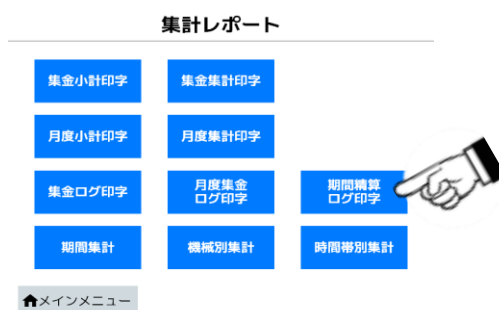 集計レポート
集金小計印字
集金集計印字
月度小計印字
月度集計印字
集金ログ印字
月度集金
ログ印字
期間精算
ログ印字
期間集計
機械別集計
時間帯別集計
メインメニュー